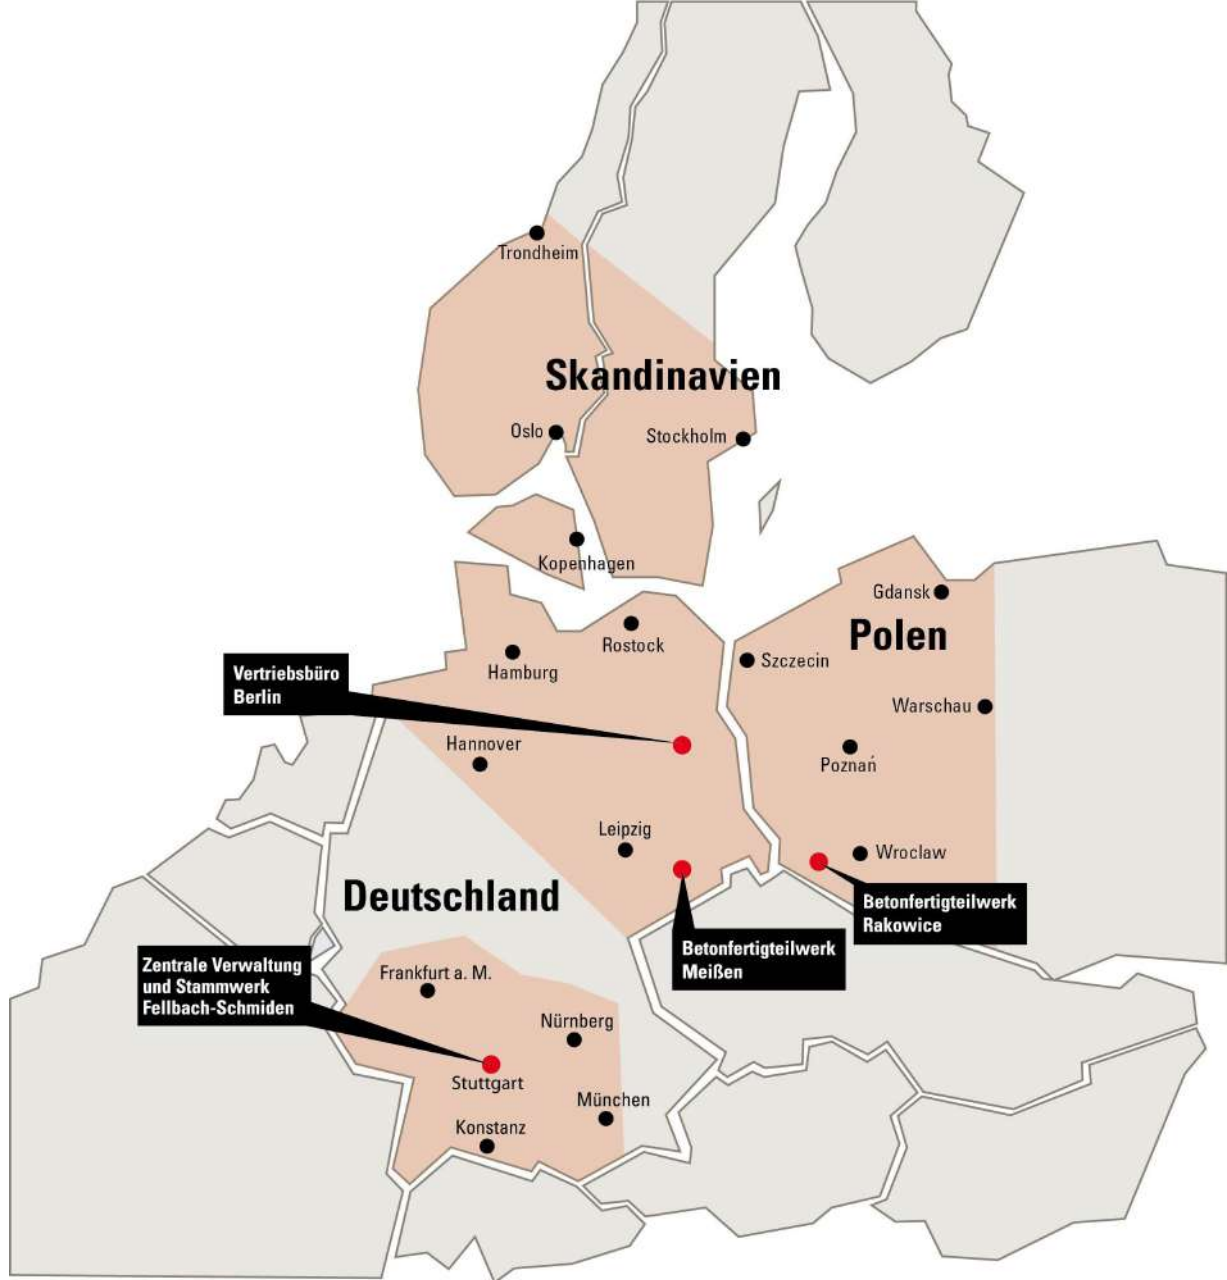 Trondheim
Skandinavien
Oslo
Stockholm
Kopenhagen
Gdansk
Polen
Rostock
Hamburg
Szczecin
Vertriebsbüro
Berlin
Warschau
Hannover
Poznań
Leipzig
Wroclaw
Deutschland
Betonfertigteilwerk
Rakowice
Betonfertigteilwerk
Meißen
Zentrale Verwaltung
und Stammwerk
Fellbach-Schmiden
Frankfurt a. M.
Nürnberg
Stuttgart
München
Konstanz